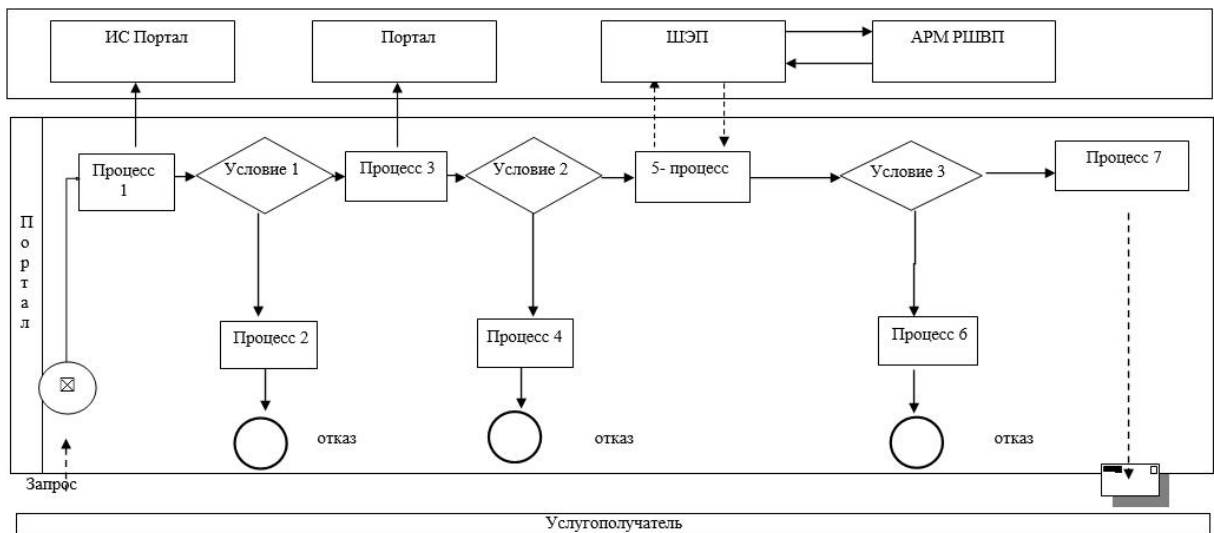 ИС Портал
Портал
ШЭП
АРМ РШВП
Процесс
1
Условие 1
Процесс 3
Условие 2
5- процесс
Условие 3
Процесс 7
П
о
р
т
а
л
Процесс 2
Процесс 4
Процесс 6
отказ
отказ
отказ
Запрос
Услугополучатель